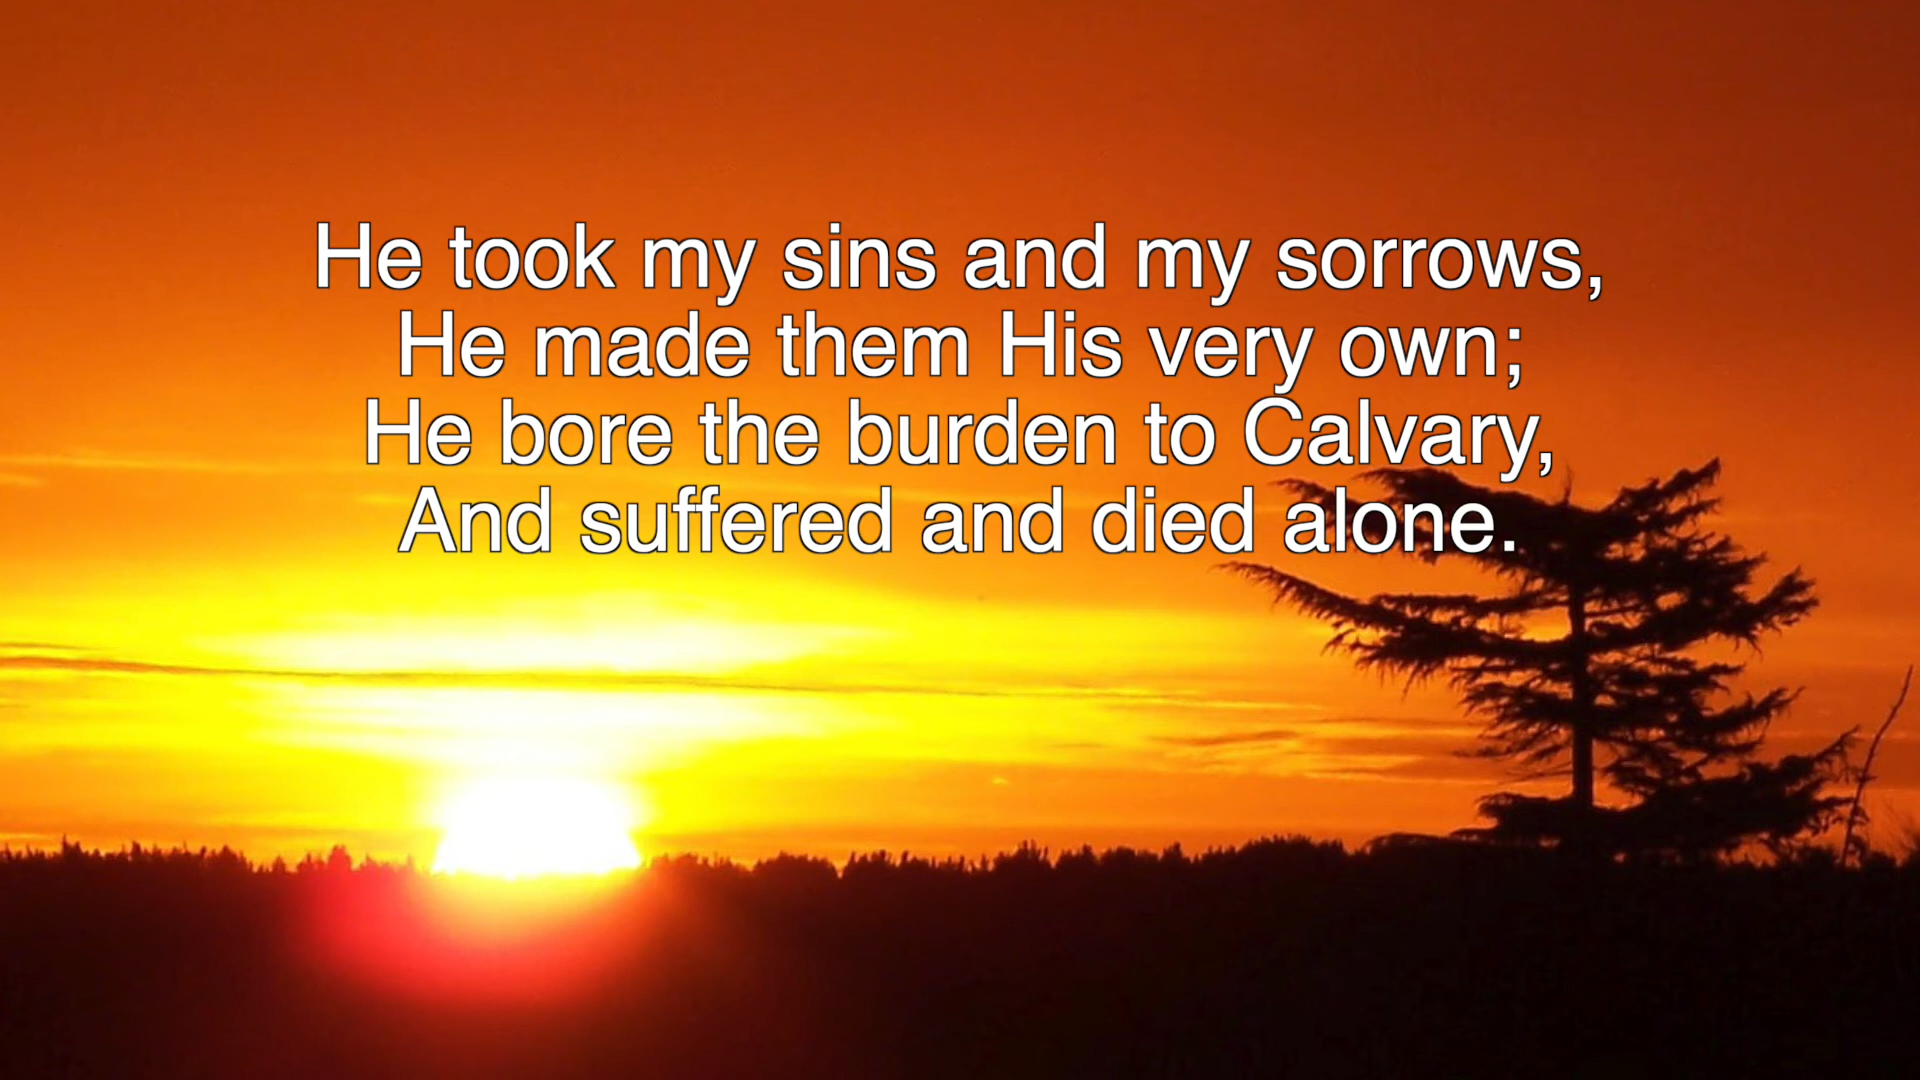 He took my sins and my sorrows,
He made them His very own;
He bore the burden to Calvary,
And suffered and died alone.